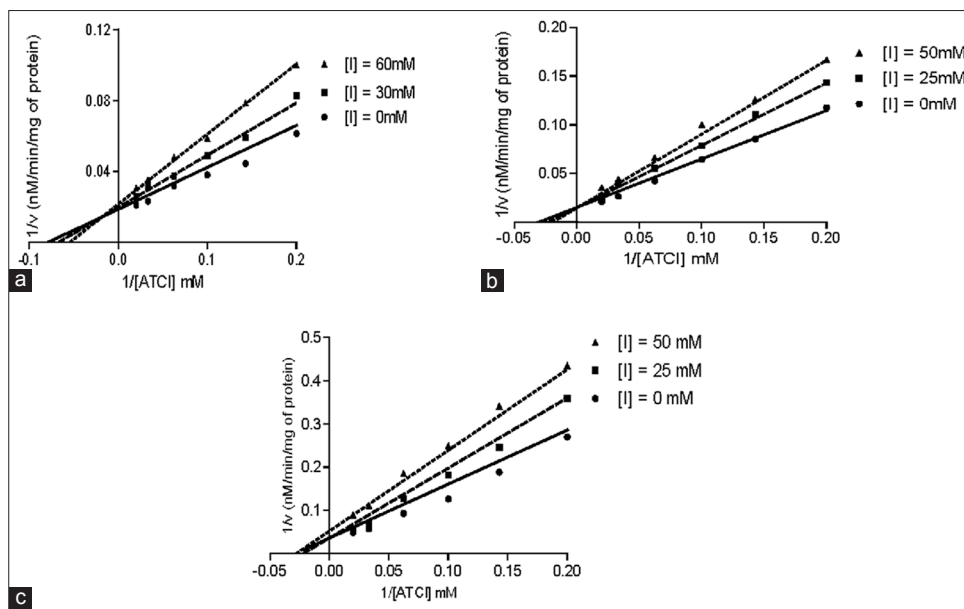 0.12
0.08
0.04
-0.1
0.0
0.1
0.2
1/v (nM/min/mg of protein)
1/[ATCI] mM
[I] = 60mM
[I] = 30mM
[I] = 0mM
a
0.20
0.15
0.10
0.05
-0.05
0.00
0.05
0.10
0.15
0.20
1/v (nM/min/mg of protein)
1/[ATCI] mM
[I] = 50mM
[I] = 25mM
[I] = 0mM
b
0.5
0.4
0.3
0.2
0.1
-0.05
0.00
0.05
0.10
0.15
0.20
1/v (nM/min/mg of protein)
1/[ATCI] mM
[I] = 50 mM
[I] = 25 mM
[I] = 0 mM
c